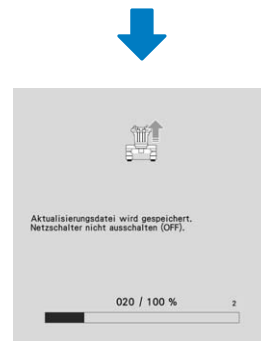 Aktualisierungsdatei wird gespeichert.
Netzschalter nicht ausschalten (OFF).
020 / 100 % 2